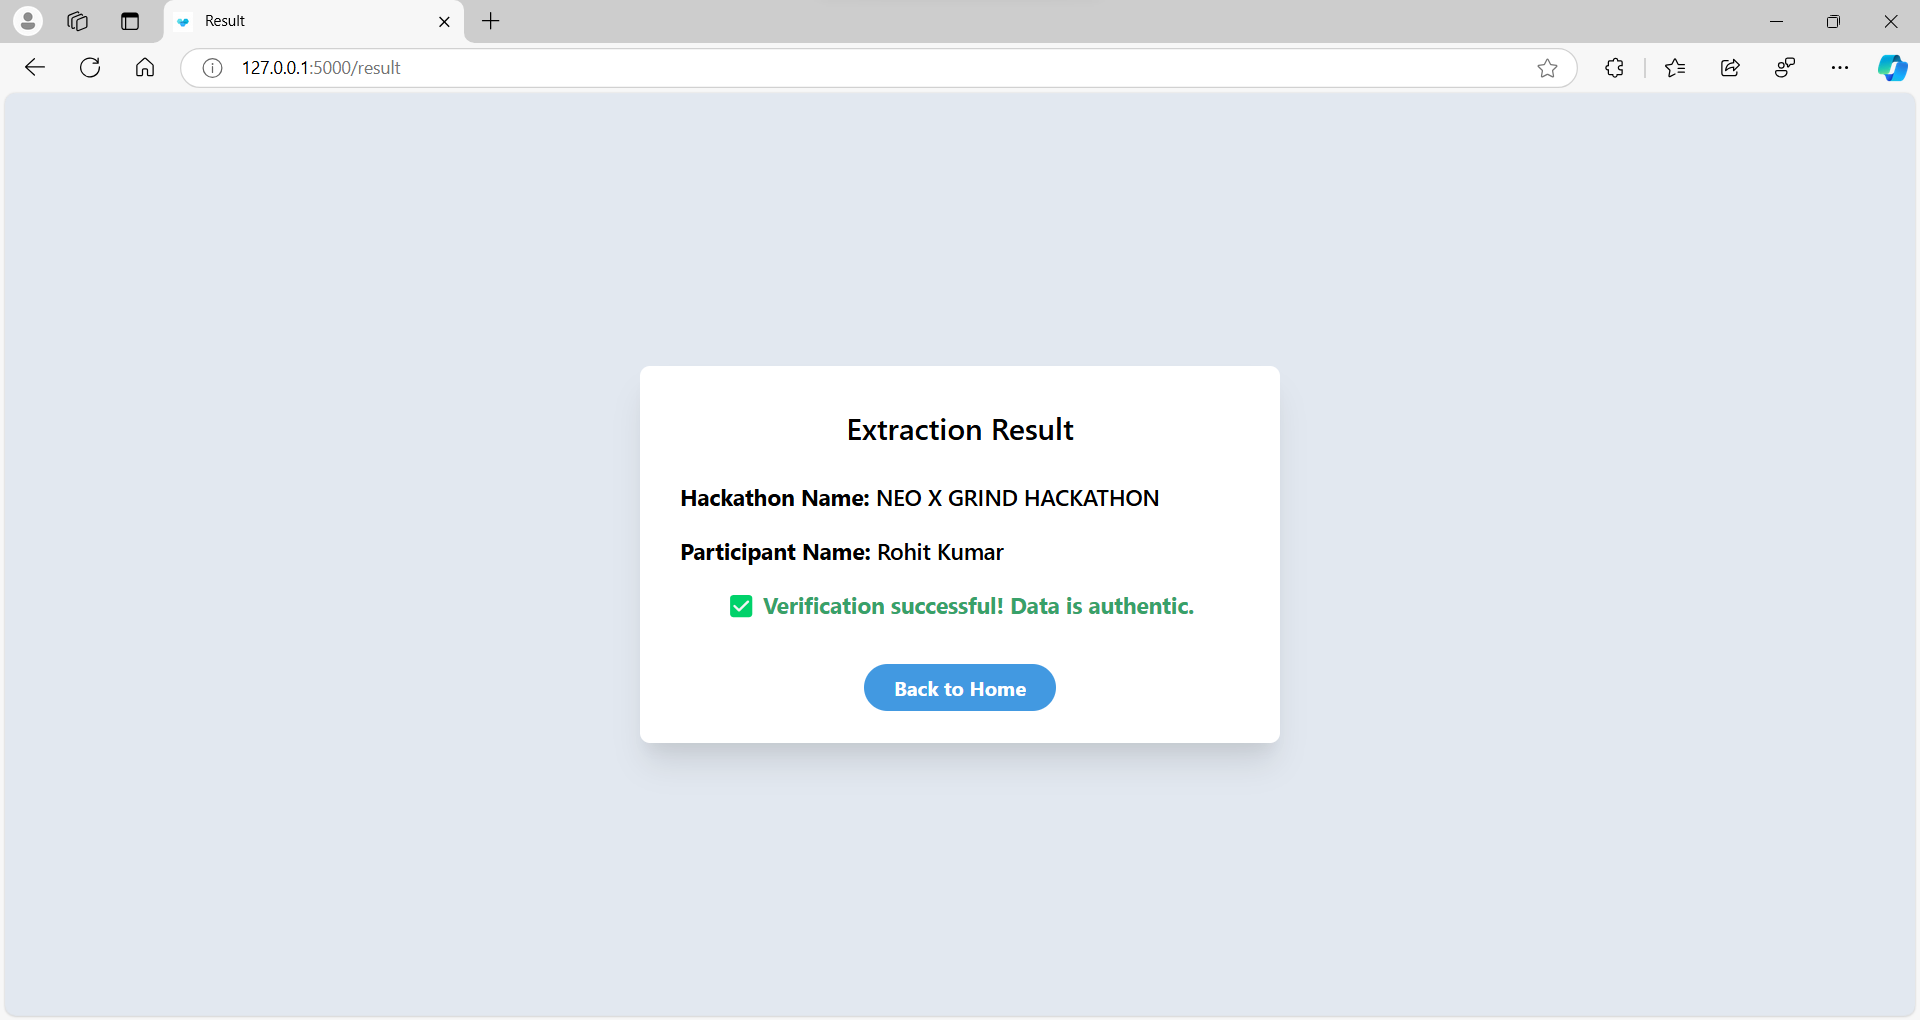 Result
127.0.0.1:5000/result
Extraction Result
Hackathon Name: NEO X GRIND HACKATHON
Participant Name: Rohit Kumar
Verification successful! Data is authentic.
Back to Home